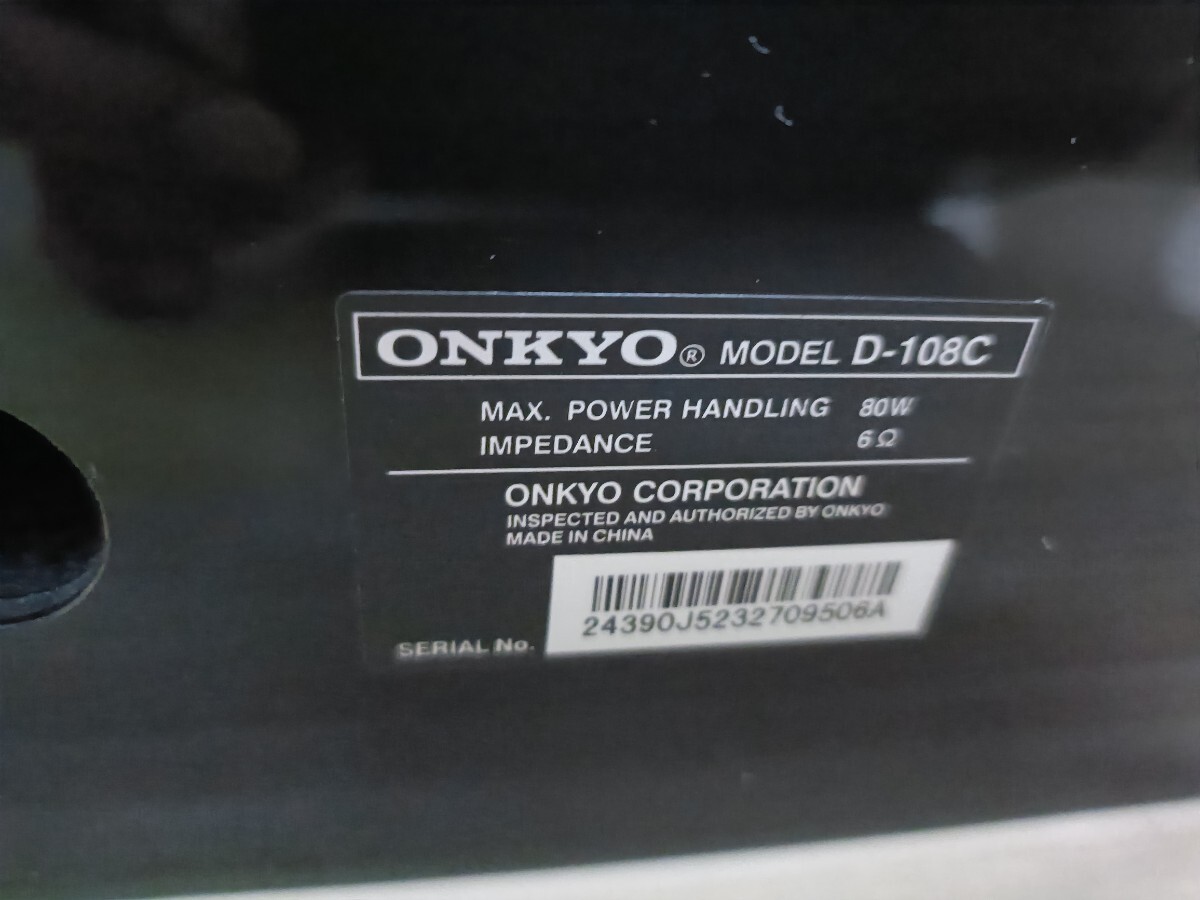 ONKYO® MODEL D-108C
MAX. POWER HANDLING 80W
IMPEDANCE 6Ω
ONKYO CORPORATION
INSPECTED AND AUTHORIZED BY ONKYO
MADE IN CHINA
24390J5232709506A
SERIAL No.